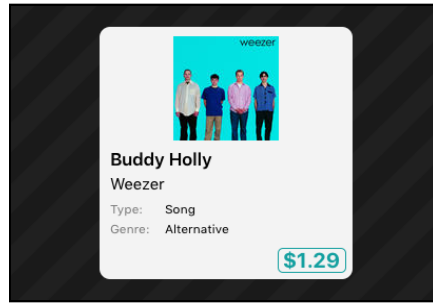 weezer
Buddy Holly
Weezer
Type: Song
Genre: Alternative
$1.29